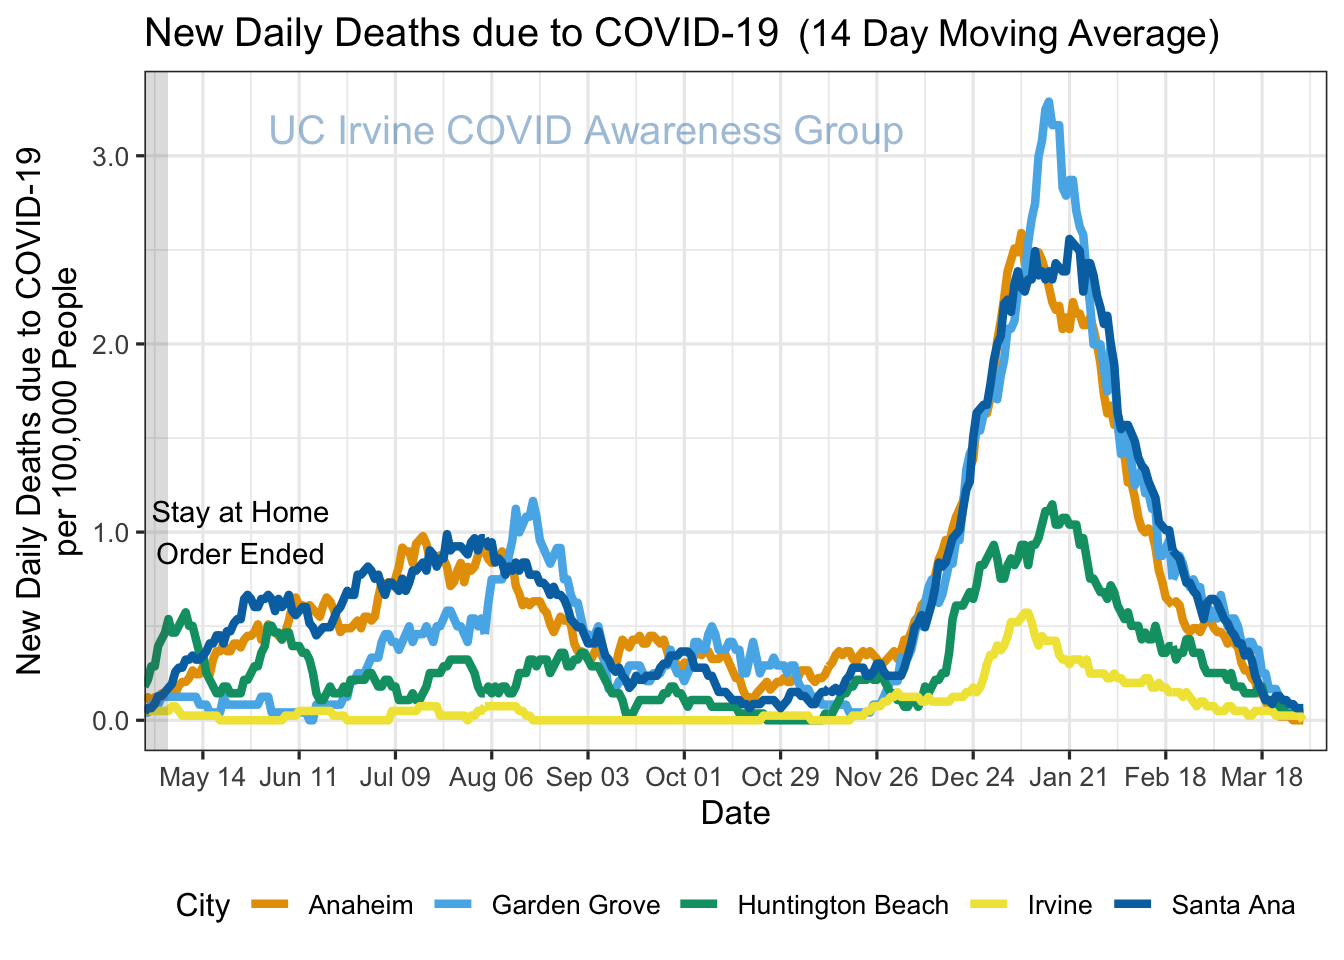 New Daily Deaths due to COVID-19 (14 Day Moving Average)
UC Irvine COVID Awareness Group
New Daily Deaths due to COVID-19
per 100,000 People
3.0
2.0
1.0
0.0
Stay at Home
Order Ended
May 14 Jun 11 Jul 09 Aug 06 Sep 03 Oct 01 Oct 29 Nov 26 Dec 24 Jan 21 Feb 18 Mar 18
Date
City Anaheim Garden Grove Huntington Beach Irvine Santa Ana